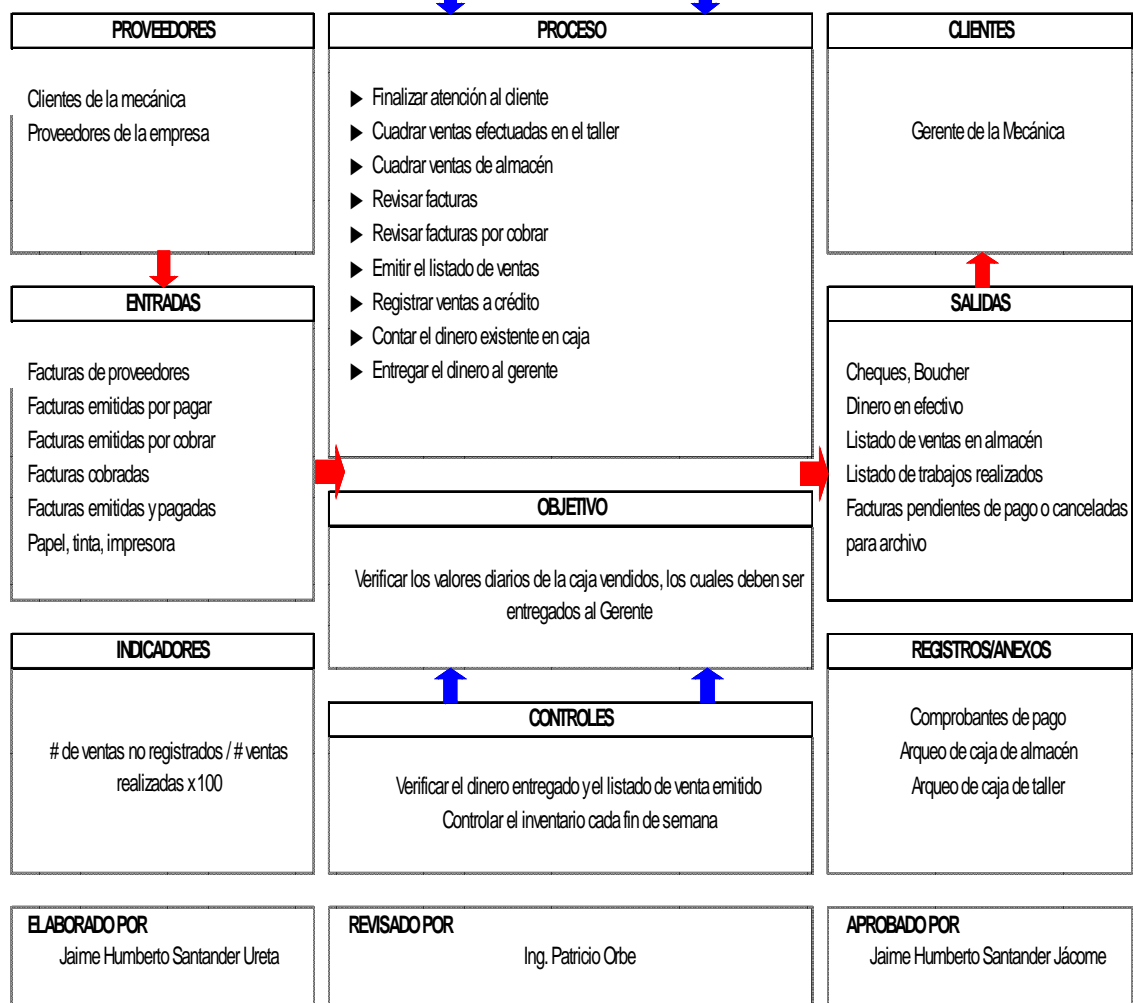 PROVEEDORES
Clientes de la mecánica
Proveedores de la empresa
PROCESO
▶ Finalizar atención al cliente
▶ Cuadrar ventas efectuadas en el taller
▶ Cuadrar ventas de almacén
▶ Revisar facturas
▶ Revisar facturas por cobrar
▶ Emitir el listado de ventas
▶ Registrar ventas a crédito
▶ Contar el dinero existente en caja
▶ Entregar el dinero al gerente
CLIENTES
Gerente de la Mecánica
ENTRADAS
Facturas de proveedores
Facturas emitidas por pagar
Facturas emitidas por cobrar
Facturas cobradas
Facturas emitidas y pagadas
Papel, tinta, impresora
OBJETIVO
Verificar los valores diarios de la caja vendidos, los cuales deben ser
entregados al Gerente
SALIDAS
Cheques, Boucher
Dinero en efectivo
Listado de ventas en almacén
Listado de trabajos realizados
Facturas pendientes de pago o canceladas
para archivo
INDICADORES
# de ventas no registrados / # ventas
realizadas x 100
CONTROLES
Verificar el dinero entregado y el listado de venta emitido
Controlar el inventario cada fin de semana
REGISTROS/ANEXOS
Comprobantes de pago
Arqueo de caja de almacén
Arqueo de caja de taller
ELABORADO POR
Jaime Humberto Santander Ureta
REVISADO POR
Ing. Patricio Orbe
APROBADO POR
Jaime Humberto Santander Jácome